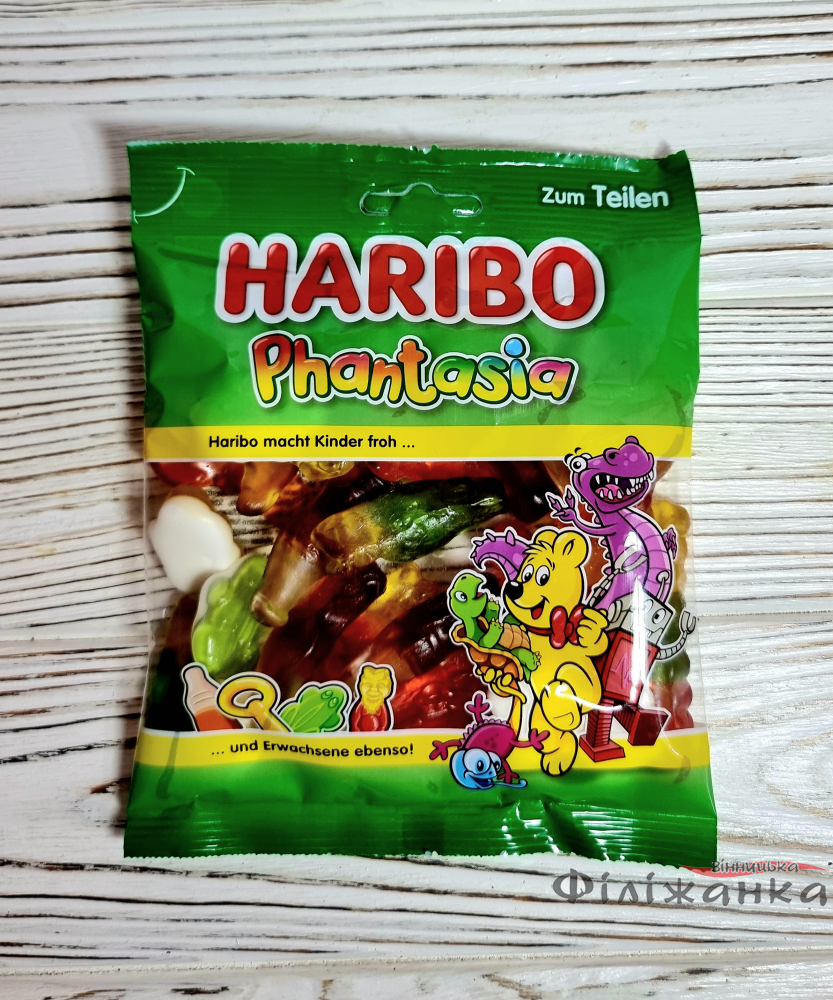 Zum Teilen
HARIBO
Phantasia
Haribo macht Kinder froh ...
... und Erwachsene ebenso!
Вінницька
Філіжанка